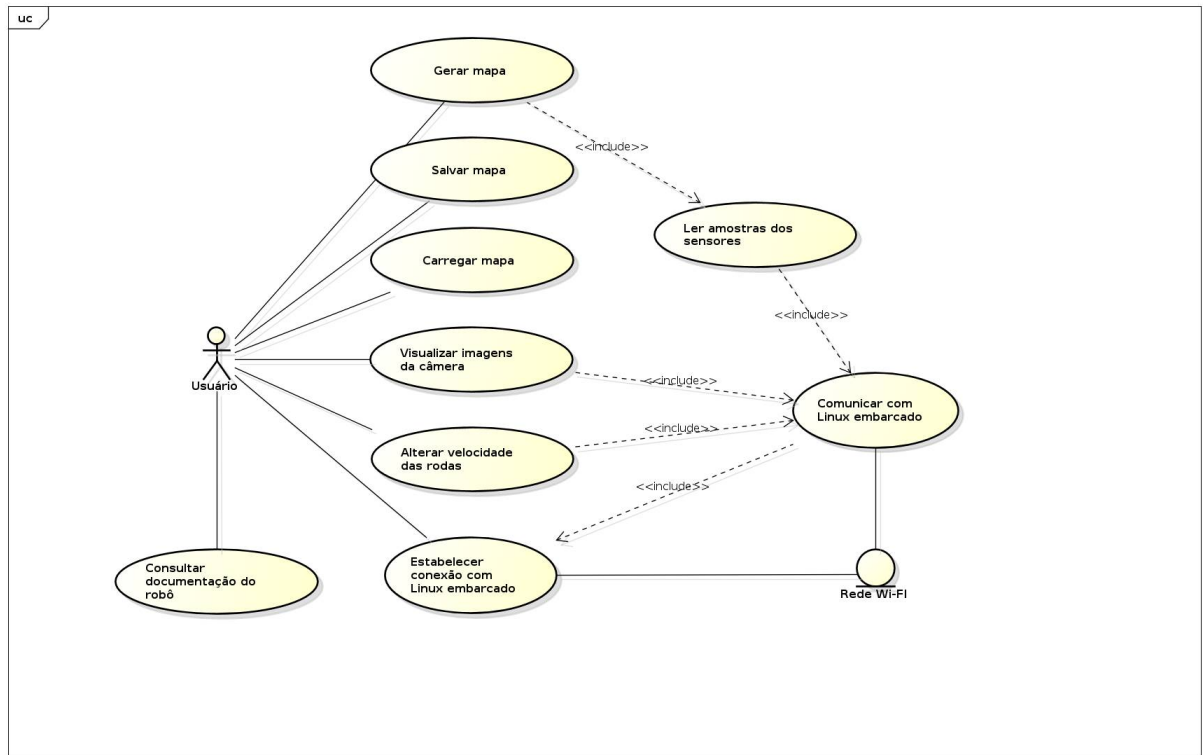 uc
Gerar mapa
<<include>>
Salvar mapa
Ler amostras dos
sensores
Carregar mapa
<<include>>
Usuário
Visualizar imagens
da câmera
<<include>>
Comunicar com
Linux embarcado
<<include>>
Alterar velocidade
das rodas
<<include>>
Consultar
documentação do
robô
Estabelecer
conexão com
Linux embarcado
Rede Wi-FI